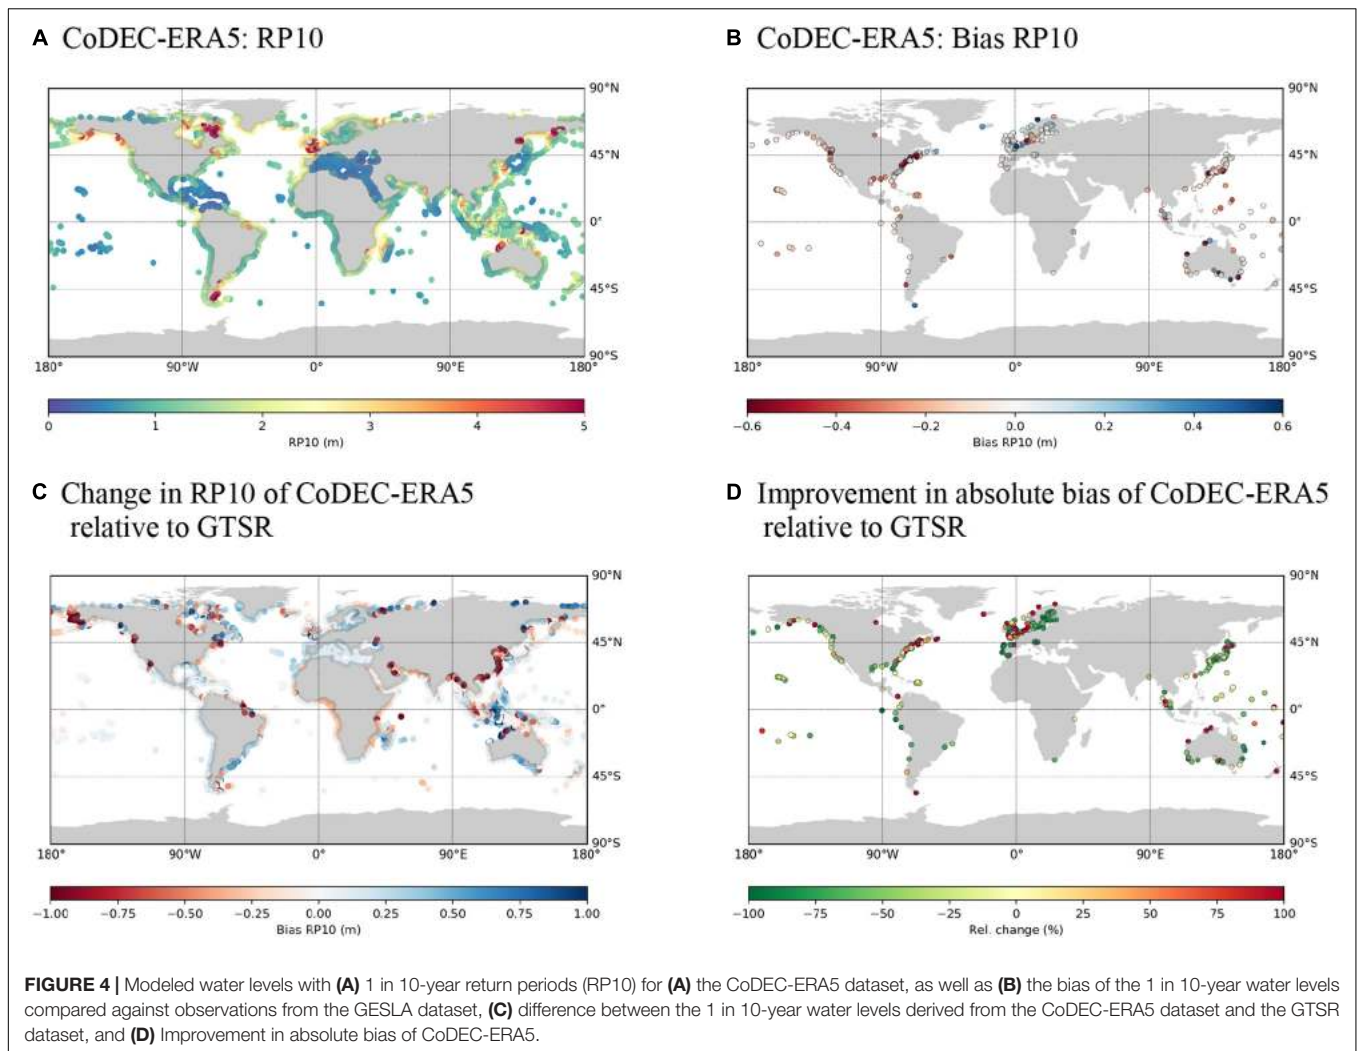 A CoDEC-ERA5: RP10
90°N
45°N
0°
45°S
90°S
180° 90°W 0° 90°E 180°
0 1 2 3 4 5
RP10 (m)
B CoDEC-ERA5: Bias RP10
90°N
45°N
0°
45°S
90°S
180° 90°W 0° 90°E 180°
−0.6 −0.4 −0.2 0.0 0.2 0.4 0.6
Bias RP10 (m)
C Change in RP10 of CoDEC-ERA5
relative to GTSR
90°N
45°N
0°
45°S
90°S
180° 90°W 0° 90°E 180°
−1.00 −0.75 −0.50 −0.25 0.00 0.25 0.50 0.75 1.00
Bias RP10 (m)
D Improvement in absolute bias of CoDEC-ERA5
relative to GTSR
90°N
45°N
0°
45°S
90°S
180° 90°W 0° 90°E 180°
−100 −75 −50 −25 0 25 50 75 100
Rel. change (%)
FIGURE 4 | Modeled water levels with (A) 1 in 10-year return periods (RP10) for (A) the CoDEC-ERA5 dataset, as well as (B) the bias of the 1 in 10-year water levels
compared against observations from the GESLA dataset, (C) difference between the 1 in 10-year water levels derived from the CoDEC-ERA5 dataset and the GTSR
dataset, and (D) Improvement in absolute bias of CoDEC-ERA5.